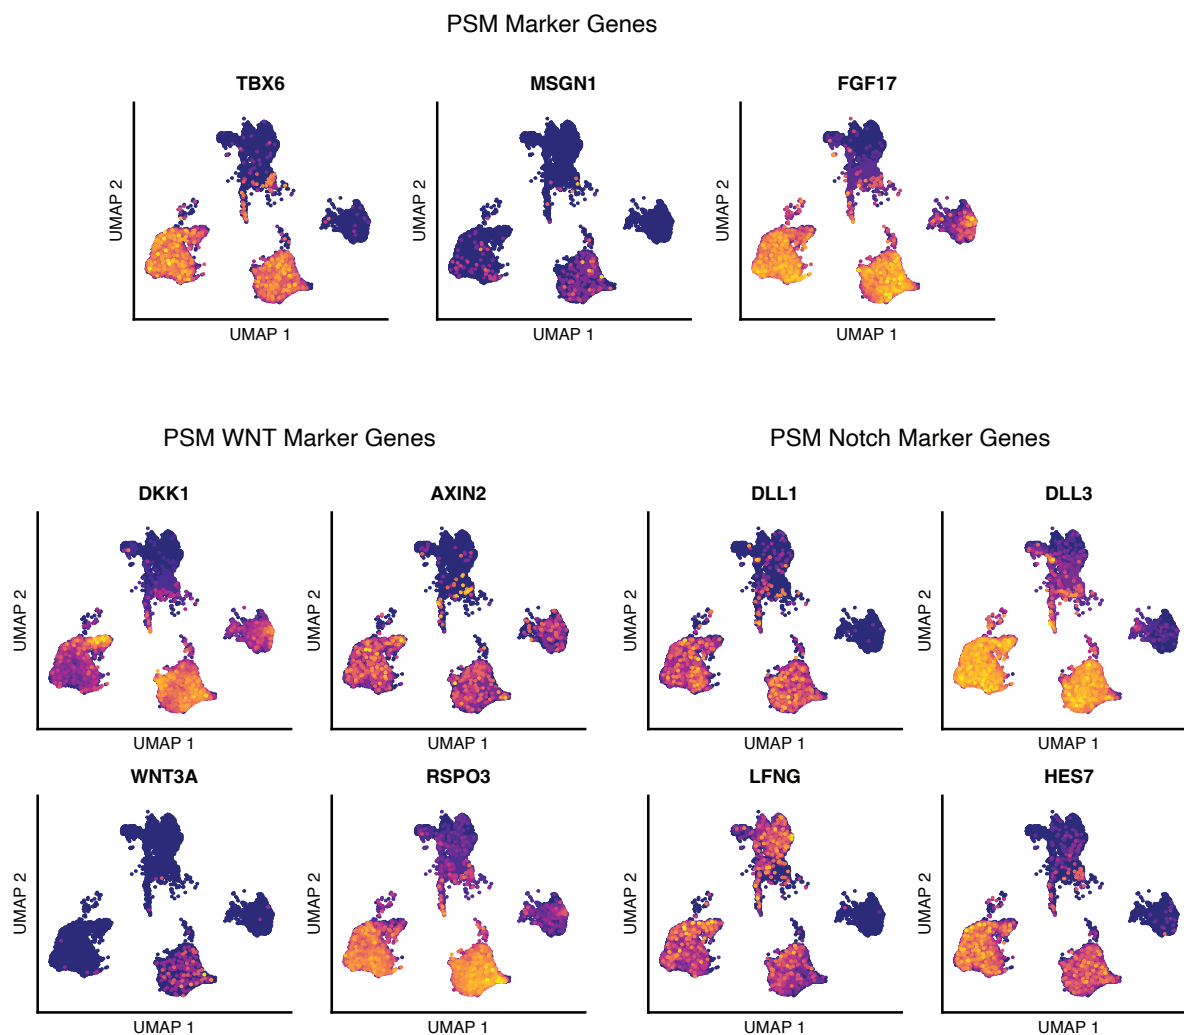 PSM Marker Genes
TBX6
MSGN1
FGF17
UMAP 2
UMAP 2
UMAP 2
UMAP 1
UMAP 1
UMAP 1
PSM WNT Marker Genes
PSM Notch Marker Genes
DKK1
AXIN2
DLL1
DLL3
UMAP 2
UMAP 2
UMAP 2
UMAP 2
UMAP 1
UMAP 1
UMAP 1
UMAP 1
WNT3A
RSPO3
LFNG
HES7
UMAP 2
UMAP 2
UMAP 2
UMAP 2
UMAP 1
UMAP 1
UMAP 1
UMAP 1